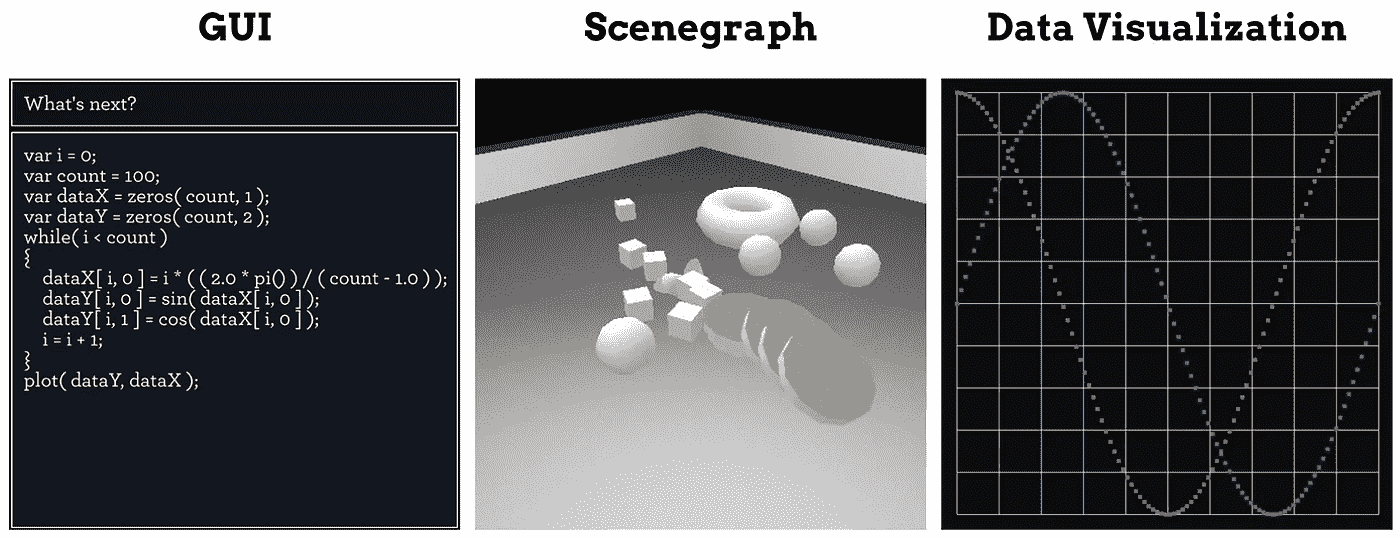 GUI
Scenegraph
Data Visualization
What's next?
var i = 0;
var count = 100;
var dataX = zeros( count, 1 );
var dataY = zeros( count, 2 );
while( i < count )
{
dataX[ i, 0 ] = i * ( ( 2.0 * pi() ) / ( count - 1.0 ) );
dataY[ i, 0 ] = sin( dataX[ i, 0 ] );
dataY[ i, 1 ] = cos( dataX[ i, 0 ] );
i = i + 1;
}
plot( dataY, dataX );